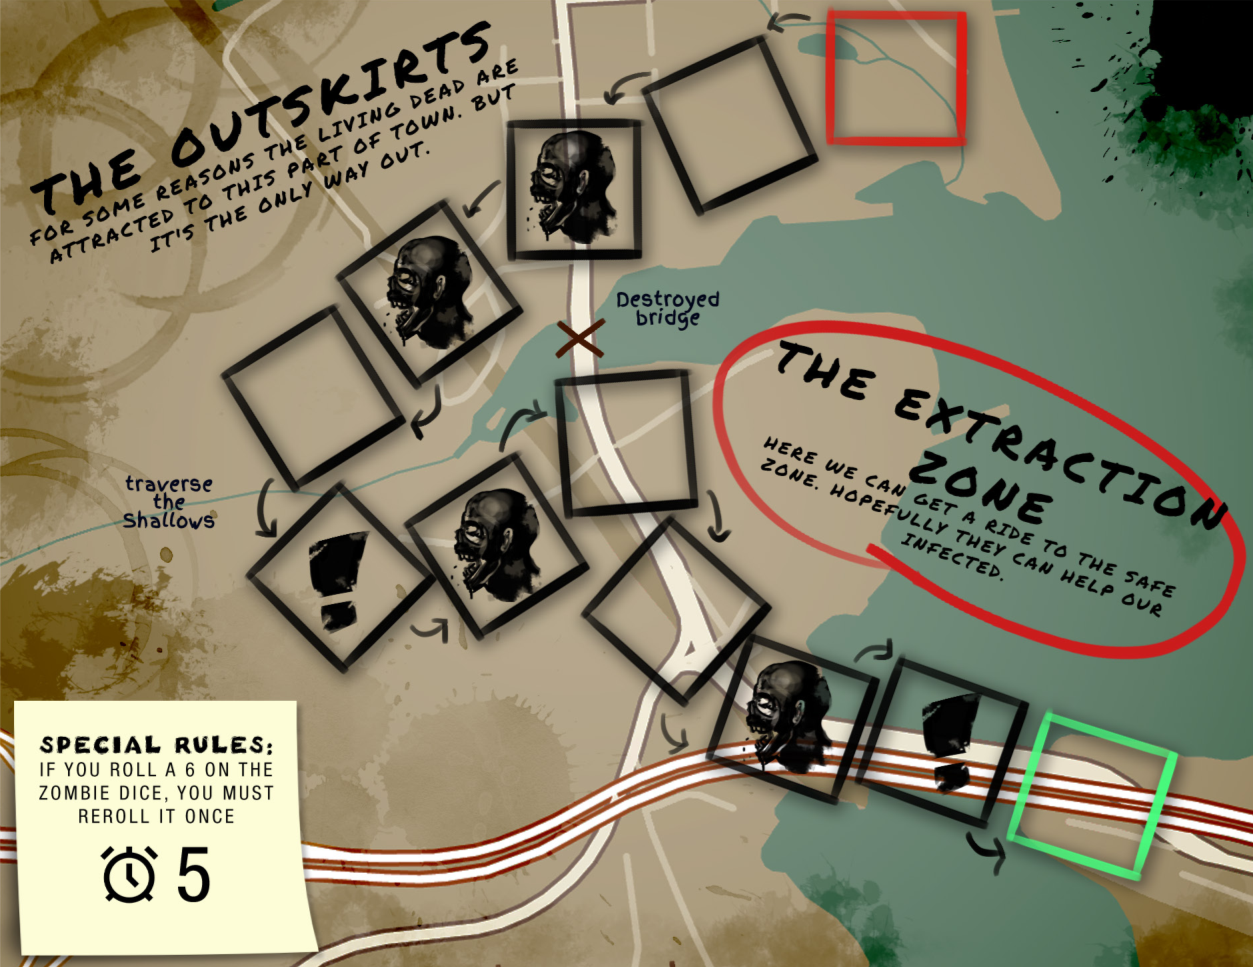 THE OUTSKIRTS
FOR SOME REASONS THE LIVING DEAD ARE
ATTRACTED TO THIS PART OF TOWN. BUT
IT'S THE ONLY WAY OUT.
Destroyed
bridge
THE EXTRACTION
ZONE
HERE WE CAN GET A RIDE TO THE SAFE
ZONE. HOPEFULLY THEY CAN HELP OUR
INFECTED.
traverse
the
Shallows
!
!
SPECIAL RULES:
IF YOU ROLL A 6 ON THE
ZOMBIE DICE, YOU MUST
REROLL IT ONCE
5